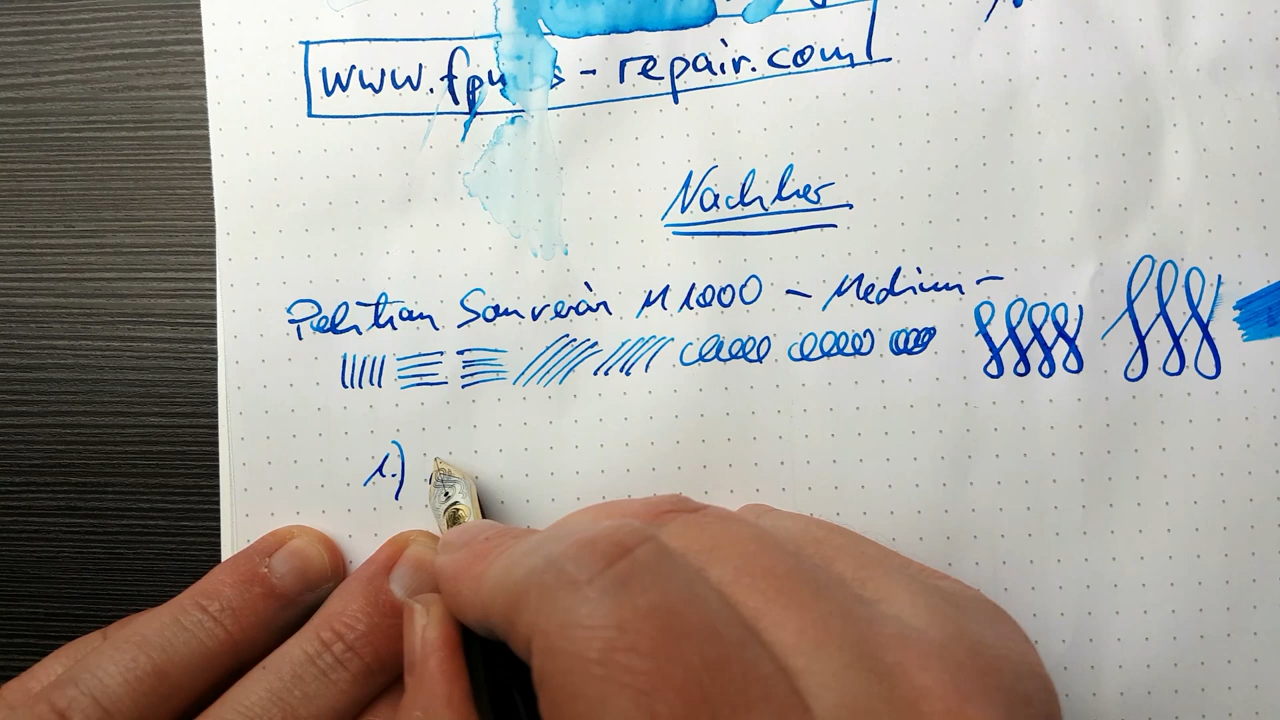 www.fp - repair.com
Nachher
Pelikan Souverän M1000 - Medium -
1.)